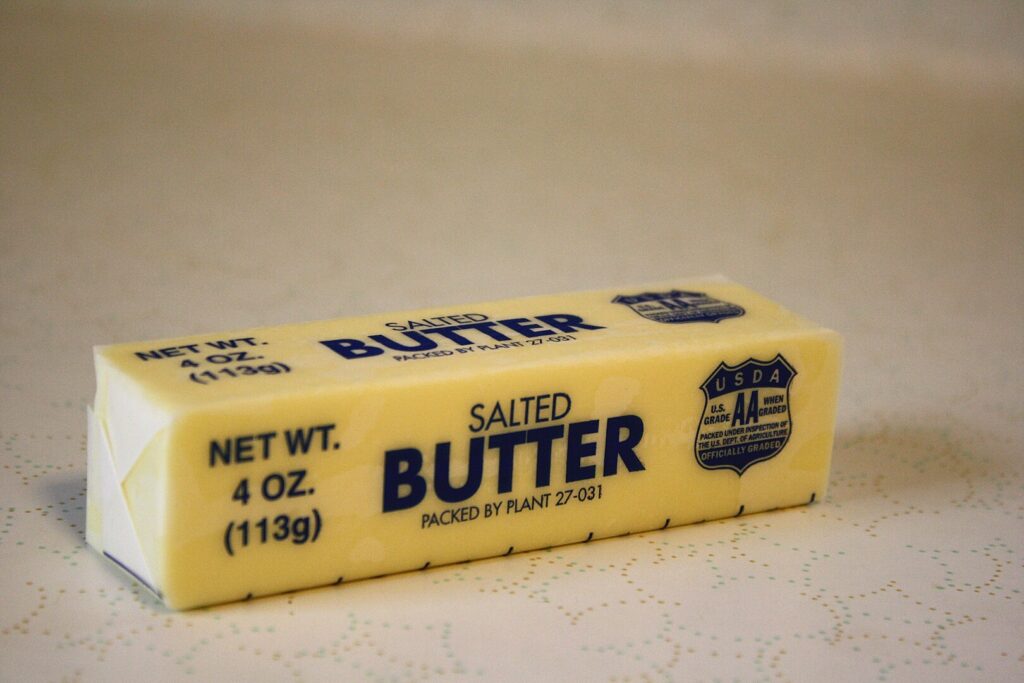 NET WT.
4 OZ.
(113g)
SALTED
BUTTER
PACKED BY PLANT 27-031
AA
NET WT.
4 OZ.
(113g)
SALTED
BUTTER
PACKED BY PLANT 27-031
USDA
U.S. GRADE AA WHEN GRADED
PACKED UNDER INSPECTION OF
THE U.S. DEPT. OF AGRICULTURE
OFFICIALLY GRADED